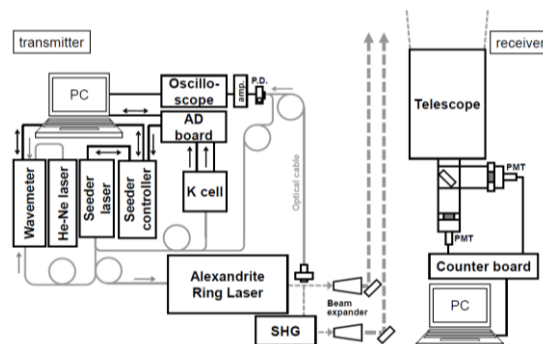 transmitter
receiver
PC
Oscillo-
scope
amp.
P.D.
AD
board
Telescope
Wavemeter
He-Ne laser
Seeder
laser
Seeder
controller
K cell
Optical cable
PMT
PMT
Counter board
Alexandrite
Ring Laser
Beam
expander
SHG
PC